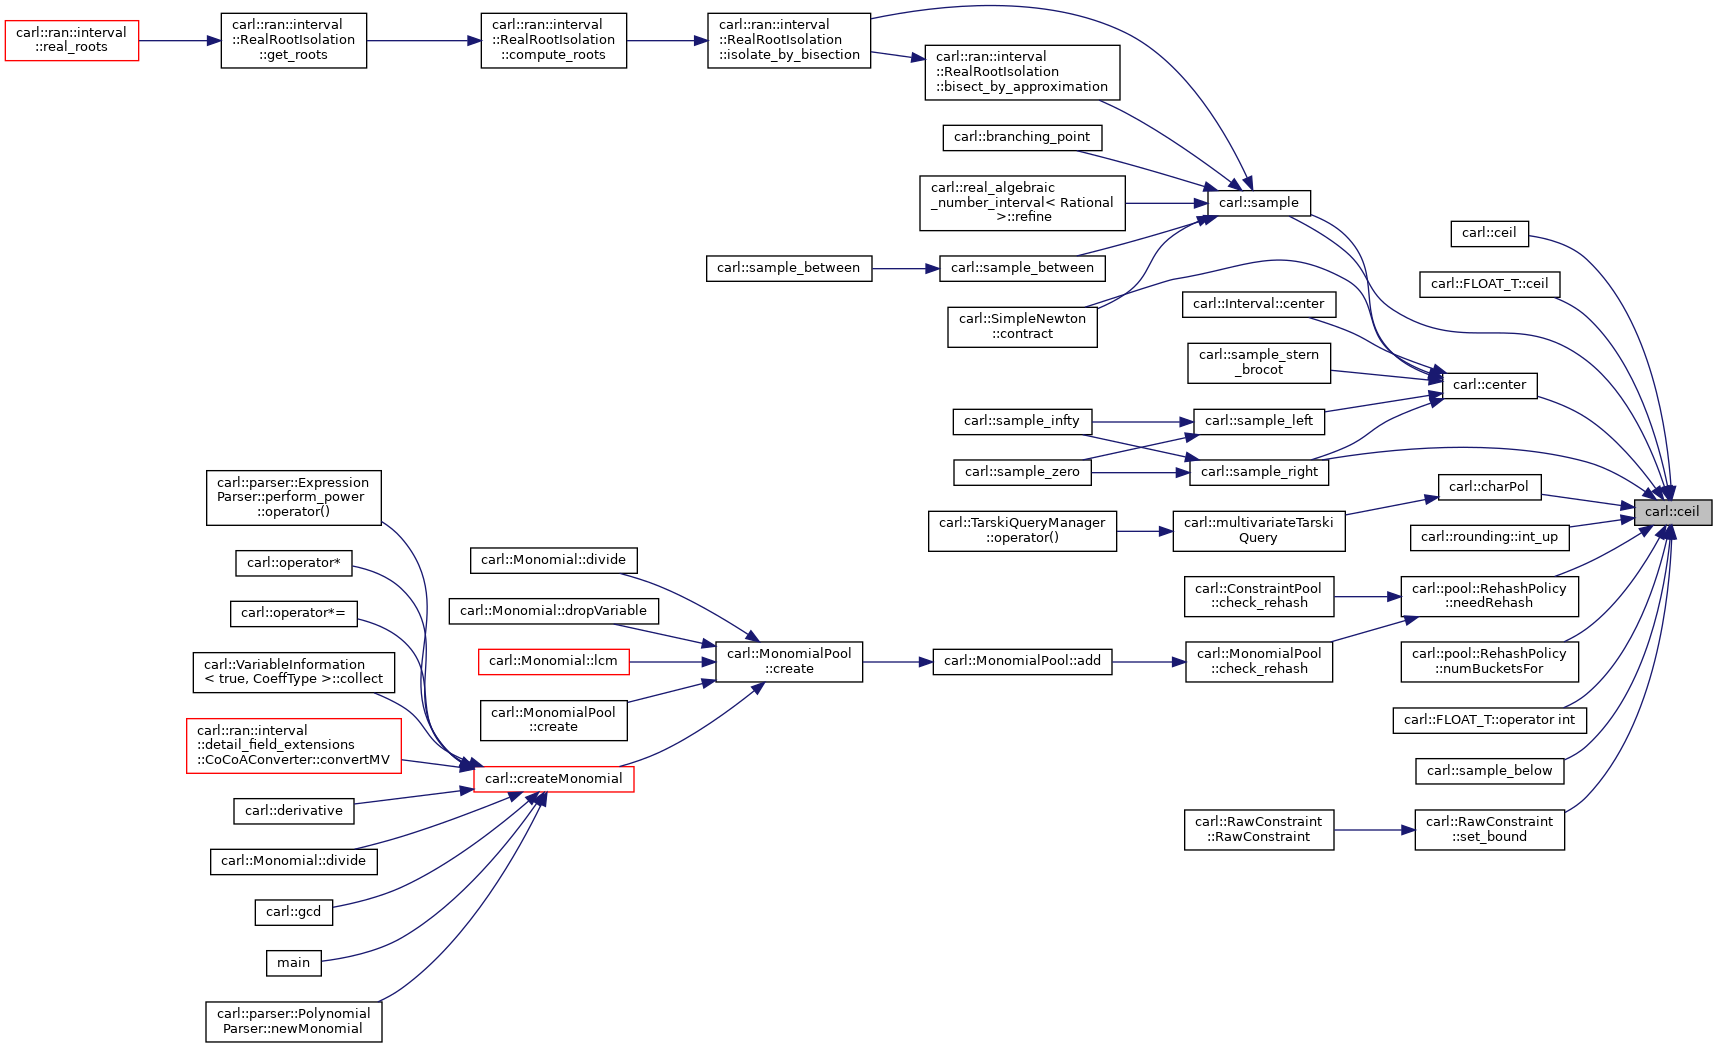 carl::ran::interval
::real_roots
carl::ran::interval
::RealRootIsolation
::get_roots
carl::ran::interval
::RealRootIsolation
::compute_roots
carl::ran::interval
::RealRootIsolation
::isolate_by_bisection
carl::ran::interval
::RealRootIsolation
::bisect_by_approximation
carl::branching_point
carl::real_algebraic
_number_interval< Rational
>::refine
carl::sample
carl::sample_between
carl::sample_between
carl::SimpleNewton
::contract
carl::Interval::center
carl::sample_stern
_brocot
carl::center
carl::sample_infty
carl::sample_left
carl::sample_zero
carl::sample_right
carl::ceil
carl::FLOAT_T::ceil
carl::charPol
carl::ceil
carl::TarskiQueryManager
::operator()
carl::multivariateTarski
Query
carl::rounding::int_up
carl::ConstraintPool
::check_rehash
carl::pool::RehashPolicy
::needRehash
carl::MonomialPool::add
carl::MonomialPool
::check_rehash
carl::pool::RehashPolicy
::numBucketsFor
carl::FLOAT_T::operator int
carl::sample_below
carl::RawConstraint
::RawConstraint
carl::RawConstraint
::set_bound
carl::Monomial::divide
carl::Monomial::dropVariable
carl::Monomial::lcm
carl::MonomialPool
::create
carl::MonomialPool
::create
carl::createMonomial
carl::parser::Expression
Parser::perform_power
::operator()
carl::operator*
carl::operator*=
carl::VariableInformation
< true, CoeffType >::collect
carl::ran::interval
::detail_field_extensions
::CoCoAConverter::convertMV
carl::derivative
carl::Monomial::divide
carl::gcd
main
carl::parser::Polynomial
Parser::newMonomial